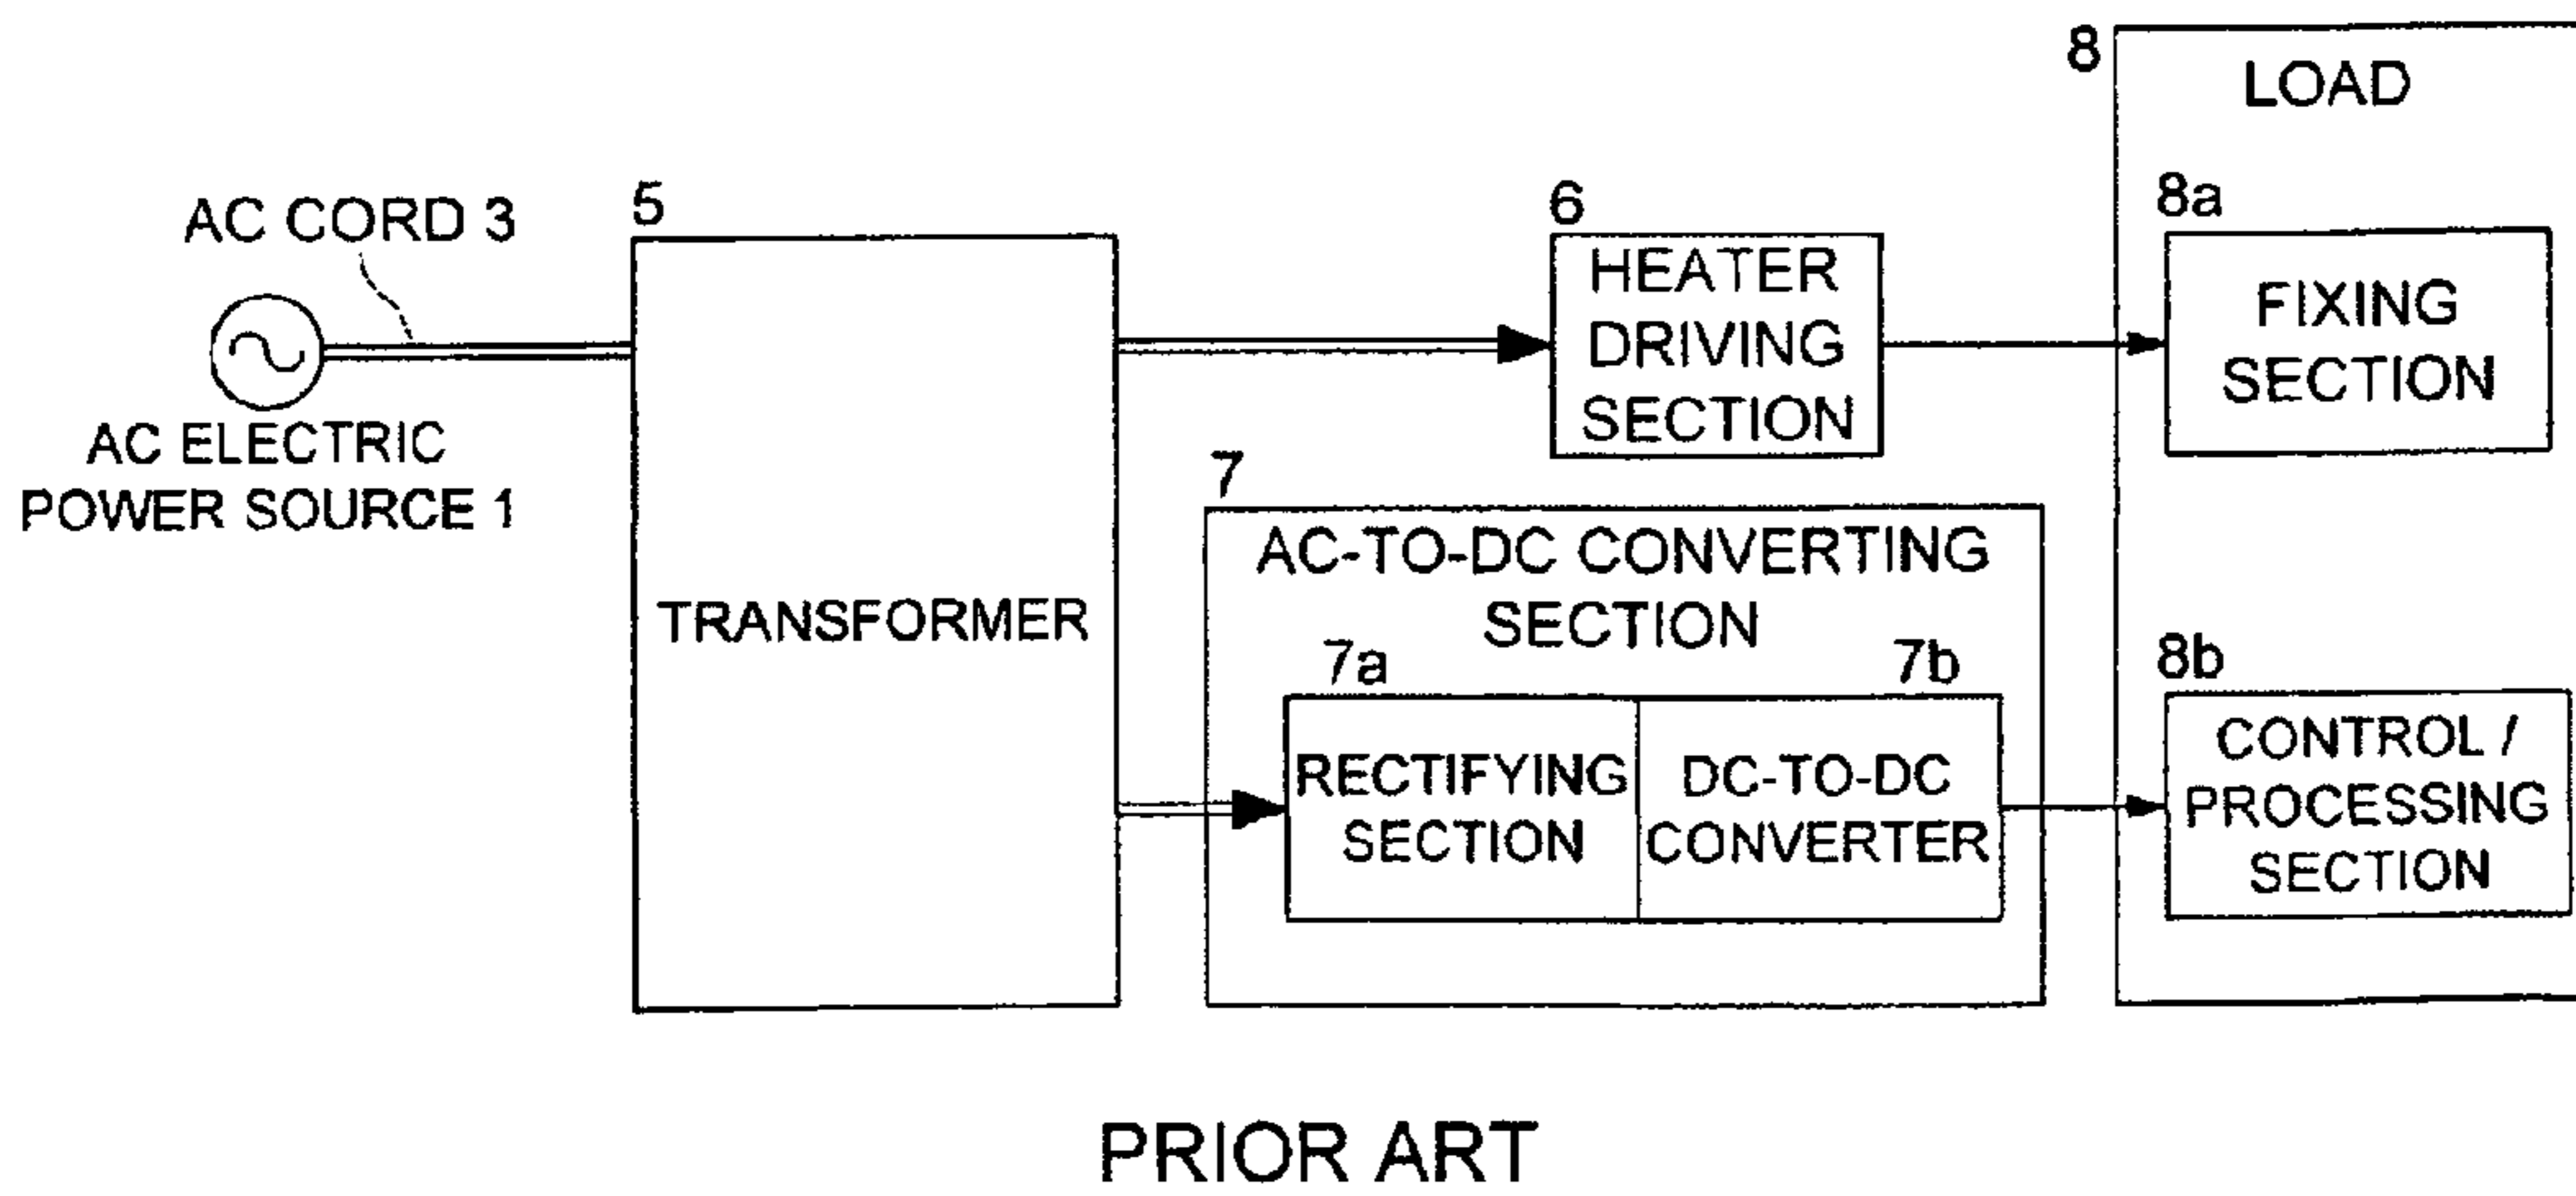 8
LOAD
AC CORD 3
5
6
8a
HEATER
DRIVING
SECTION
FIXING
SECTION
AC ELECTRIC
POWER SOURCE 1
7
AC-TO-DC CONVERTING
SECTION
TRANSFORMER
7a
7b
8b
RECTIFYING
SECTION
DC-TO-DC
CONVERTER
CONTROL /
PROCESSING
SECTION
PRIOR ART